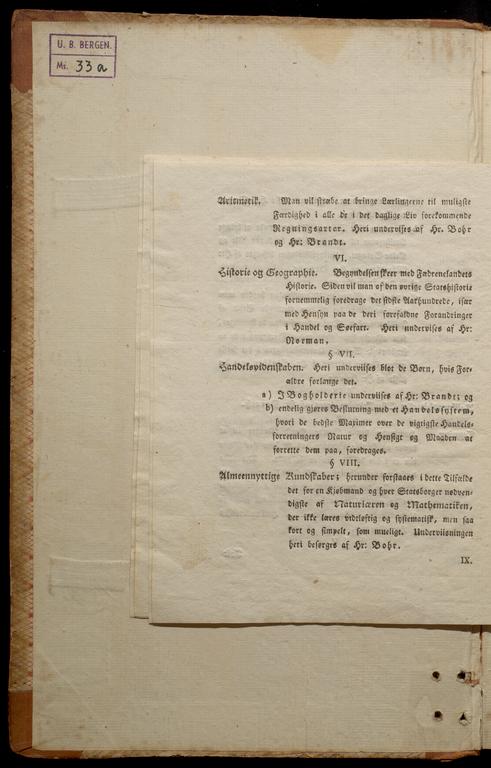 U. B. BERGEN.
Ms. 33 a
Aritmetik. Man vil stræbe at bringe Lærlingerne til muligste
Færdighed i alle de i det daglige Liv forekommende
Regningsarter. Heri undervises af Hr. Bohr
og Hr: Brandt.
VI.
Historie og Geographie. Begyndelsen skeer med Fædrenelandets
Historie. Siden vil man af den øvrige Statshistorie
fornemmelig foredrage det sidste Aarhundrede, især
med Hensyn paa de deri forefaldne Forandringer
i Handel og Søefart. Heri undervises af Hr:
Norman.
§ VII.
Handelsvidenskaben. Heri underviises blot de Børn, hvis For-
ældre forlange det.
a) I Bogholderie underviises af Hr: Brandt; og
b) endelig gjøres Beslutning med et Handelssystem,
hvori de bedste Maximer over de vigtigste Handels-
forretningers Natur og Hensigt og Maaden at
forrette dem paa, foredrages.
§ VIII.
Almeennyttige Kundskaber; herunder forstaaes i dette Tilfælde
det for en Kjøbmand og hver Statsborger nødven-
digste af Naturlæren og Mathematiken,
der ikke læres vidtløftig og systematisk, men saa
kort og simpelt, som mueligt. Underviisningen
heri besørges af Hr: Bohr.
IX.